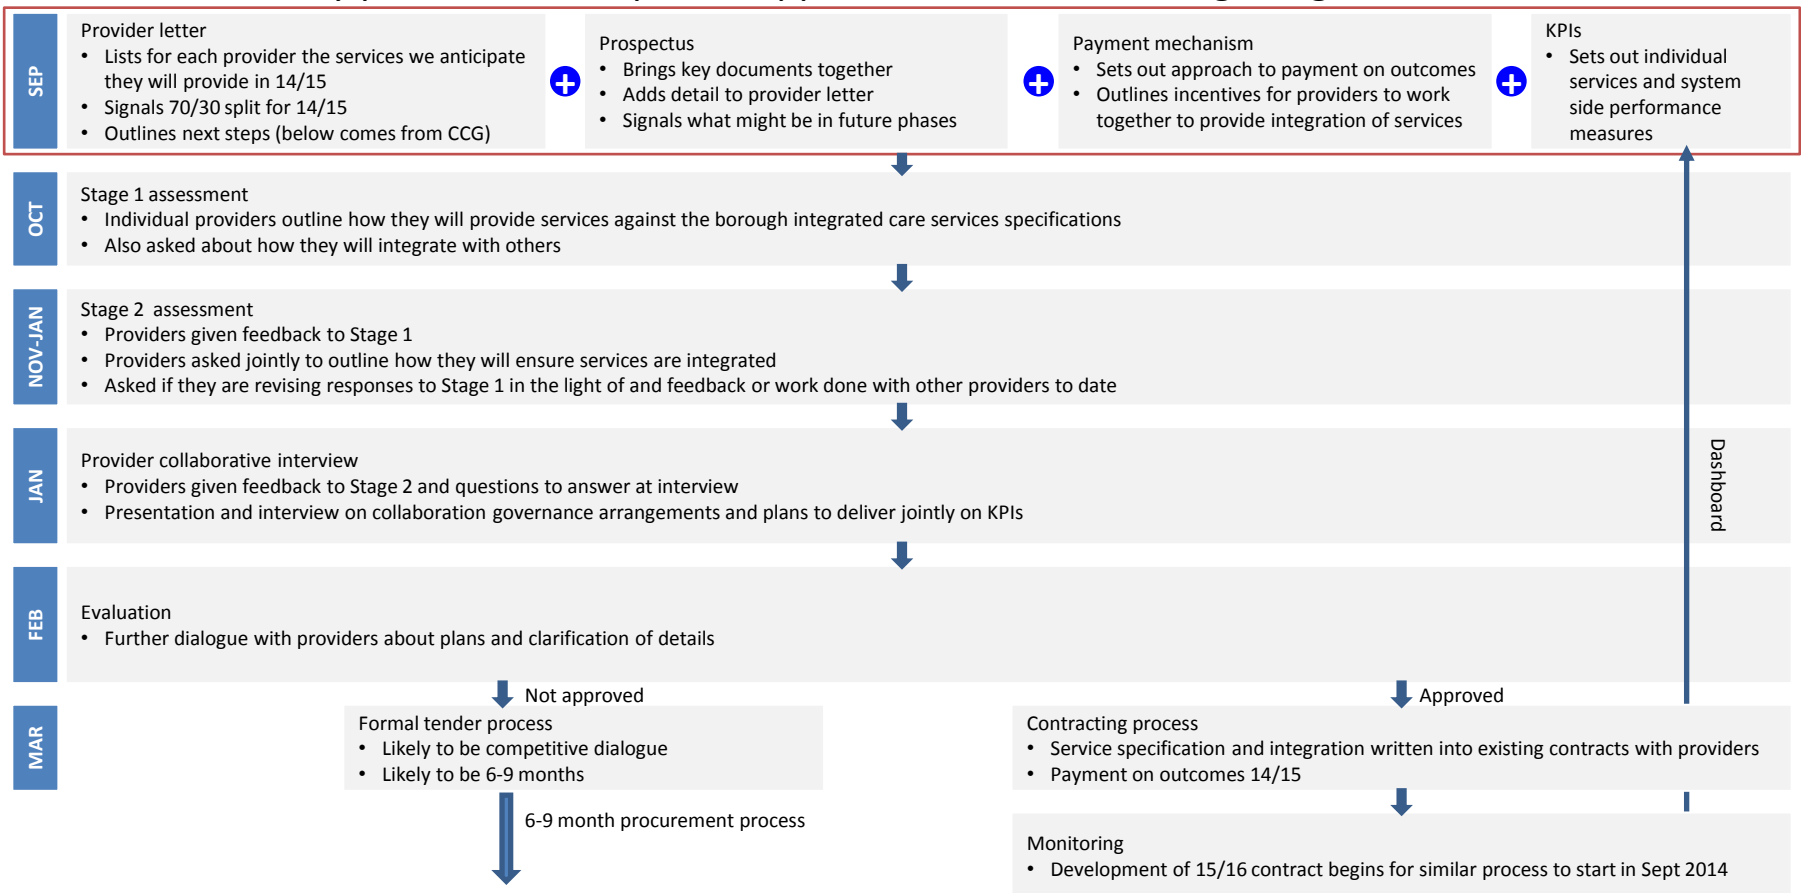 SEP
Provider letter
• Lists for each provider the services we anticipate
they will provide in 14/15
• Signals 70/30 split for 14/15
• Outlines next steps (below comes from CCG)
+
Prospectus
• Brings key documents together
• Adds detail to provider letter
• Signals what might be in future phases
+
Payment mechanism
• Sets out approach to payment on outcomes
• Outlines incentives for providers to work
together to provide integration of services
+
KPIs
• Sets out individual
services and system
side performance
measures
OCT
Stage 1 assessment
• Individual providers outline how they will provide services against the borough integrated care services specifications
• Also asked about how they will integrate with others
NOV-JAN
Stage 2 assessment
• Providers given feedback to Stage 1
• Providers asked jointly to outline how they will ensure services are integrated
• Asked if they are revising responses to Stage 1 in the light of and feedback or work done with other providers to date
JAN
Provider collaborative interview
• Providers given feedback to Stage 2 and questions to answer at interview
• Presentation and interview on collaboration governance arrangements and plans to deliver jointly on KPIs
Dashboard
FEB
Evaluation
• Further dialogue with providers about plans and clarification of details
Not approved
Approved
MAR
Formal tender process
• Likely to be competitive dialogue
• Likely to be 6-9 months
Contracting process
• Service specification and integration written into existing contracts with providers
• Payment on outcomes 14/15
6-9 month procurement process
Monitoring
• Development of 15/16 contract begins for similar process to start in Sept 2014